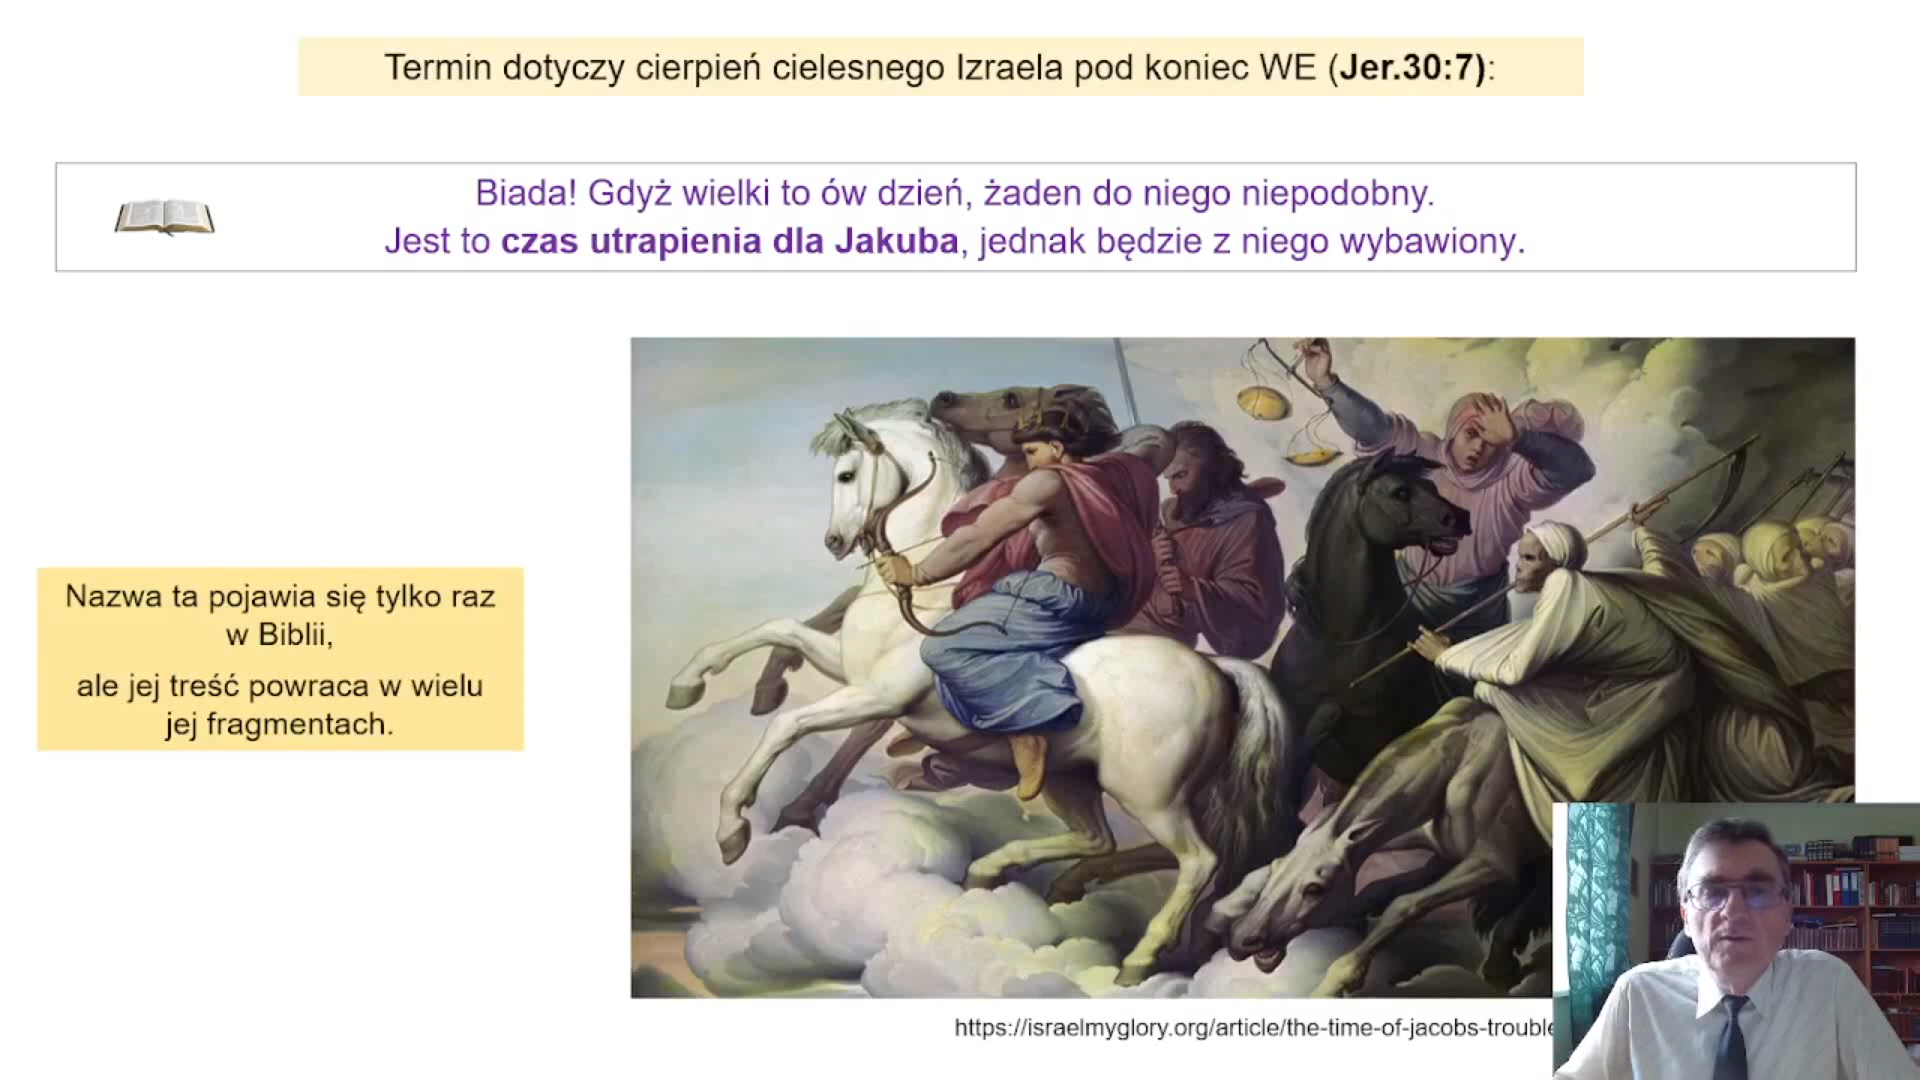 Termin dotyczy cierpień cielesnego Izraela pod koniec WE (Jer.30:7):
Biada! Gdyż wielki to ów dzień, żaden do niego niepodobny.
Jest to czas utrapienia dla Jakuba, jednak będzie z niego wybawiony.
Nazwa ta pojawia się tylko raz
w Biblii,
ale jej treść powraca w wielu
jej fragmentach.
https://israelmyglory.org/article/the-time-of-jacobs-trouble